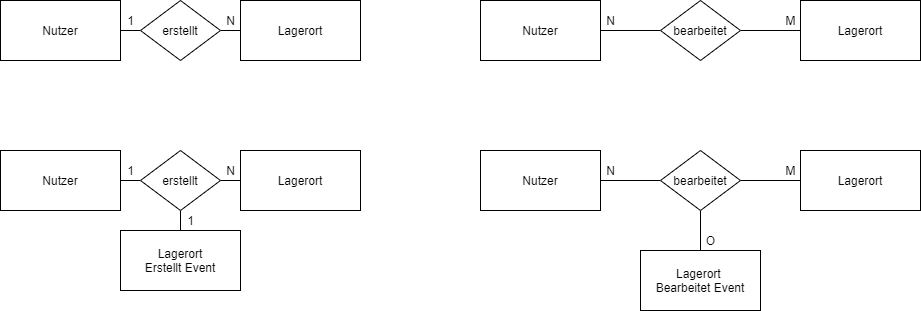 Nutzer
1
erstellt
N
Lagerort
Nutzer
N
bearbeitet
M
Lagerort
Nutzer
1
erstellt
N
Lagerort
1
Lagerort
Erstellt Event
Nutzer
N
bearbeitet
M
Lagerort
O
Lagerort
Bearbeitet Event